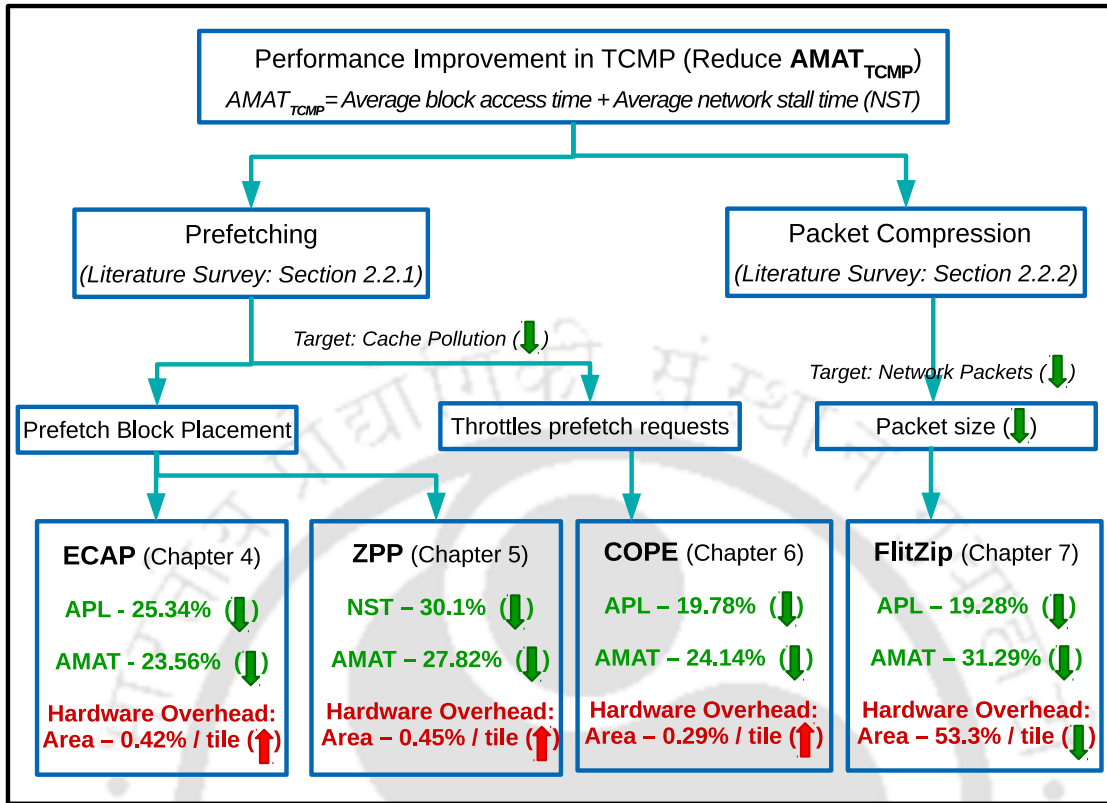 Performance Improvement in TCMP (Reduce AMAT_TCMP)
AMAT_TCMP = Average block access time + Average network stall time (NST)
Prefetching
(Literature Survey: Section 2.2.1)
Packet Compression
(Literature Survey: Section 2.2.2)
Target: Cache Pollution (⬇)
Target: Network Packets (⬇)
Prefetch Block Placement
Throttles prefetch requests
Packet size (⬇)
ECAP (Chapter 4)
APL - 25.34% (⬇)
AMAT - 23.56% (⬇)
Hardware Overhead:
Area – 0.42% / tile (⬆)
ZPP (Chapter 5)
NST – 30.1% (⬇)
AMAT – 27.82% (⬇)
Hardware Overhead:
Area – 0.45% / tile (⬆)
COPE (Chapter 6)
APL – 19.78% (⬇)
AMAT – 24.14% (⬇)
Hardware Overhead:
Area – 0.29% / tile (⬆)
FlitZip (Chapter 7)
APL – 19.28% (⬇)
AMAT – 31.29% (⬇)
Hardware Overhead:
Area – 53.3% / tile (⬇)